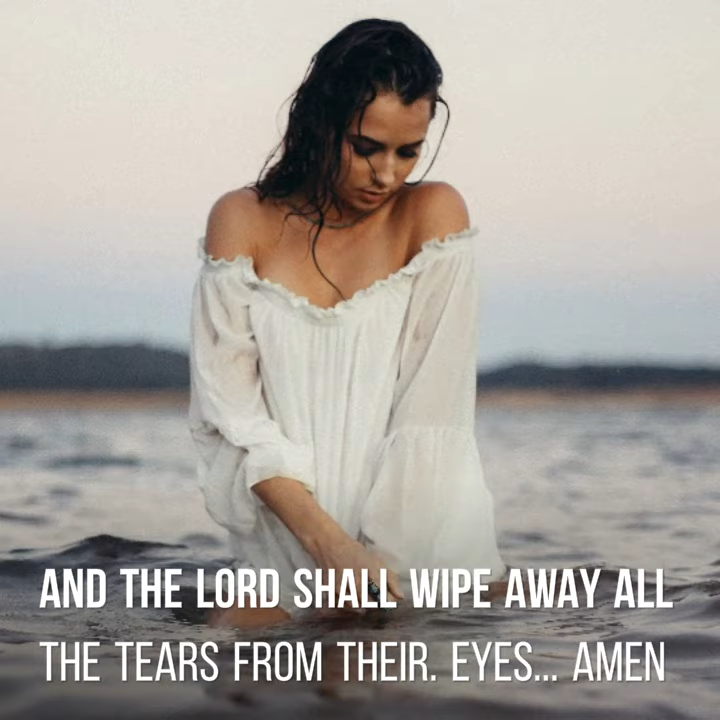 AND THE LORD SHALL WIPE AWAY ALL
THE TEARS FROM THEIR. EYES... AMEN